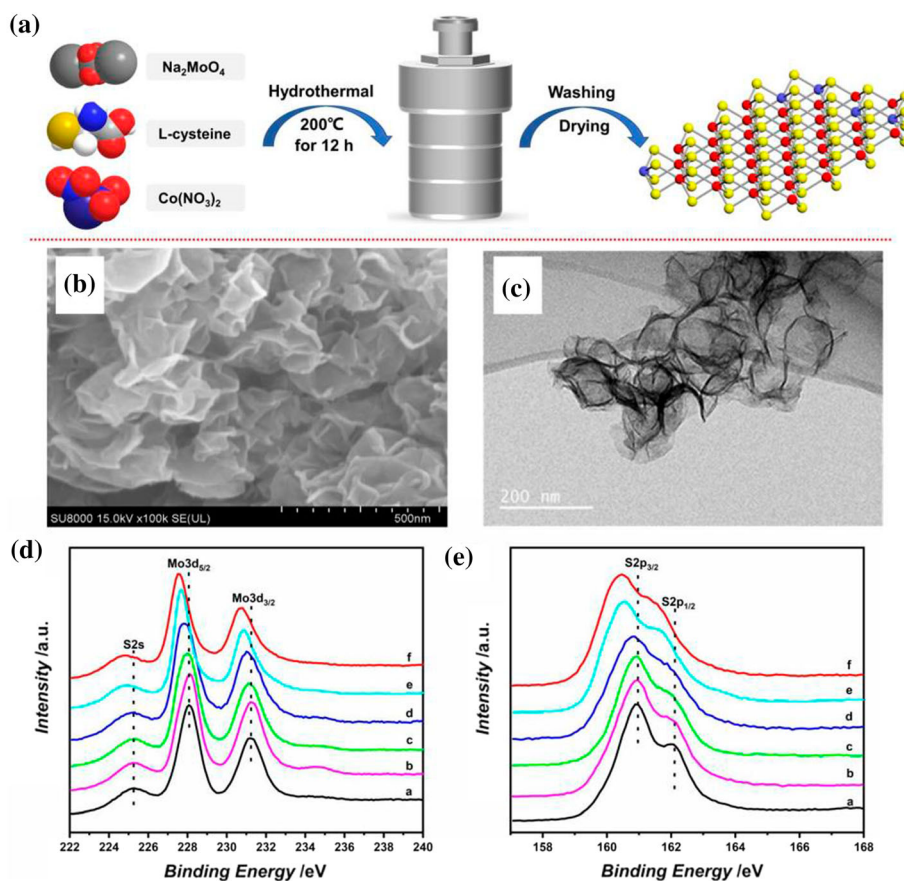 (a)
Na₂MoO₄
L-cysteine
Co(NO₃)₂
Hydrothermal
200℃
for 12 h
Washing
Drying
(b)
SU8000 15.0kV x100k SE(UL)
500nm
(c)
200 nm
(d)
Intensity /a.u.
S2s
Mo3d₅/₂
Mo3d₃/₂
f
e
d
c
b
a
222 224 226 228 230 232 234 236 238 240
Binding Energy /eV
(e)
Intensity /a.u.
S2p₃/₂
S2p₁/₂
f
e
d
c
b
a
158 160 162 164 166 168
Binding Energy /eV